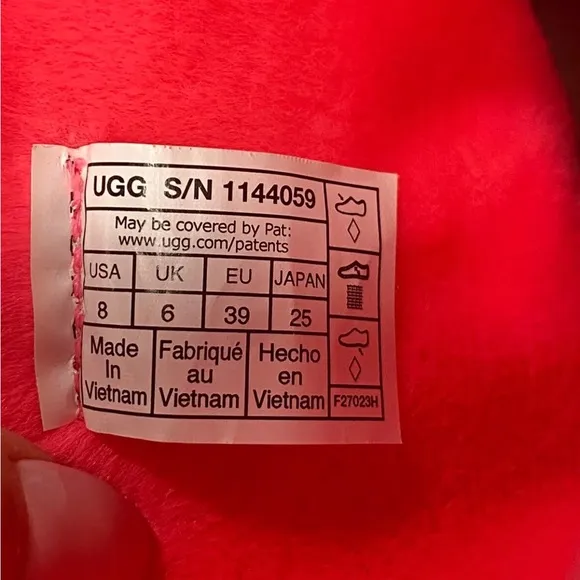 UGG S/N 1144059
May be covered by Pat:
www.ugg.com/patents
USA UK EU JAPAN
8 6 39 25
Made In Vietnam
Fabriqué au Vietnam
Hecho en Vietnam
F27023H